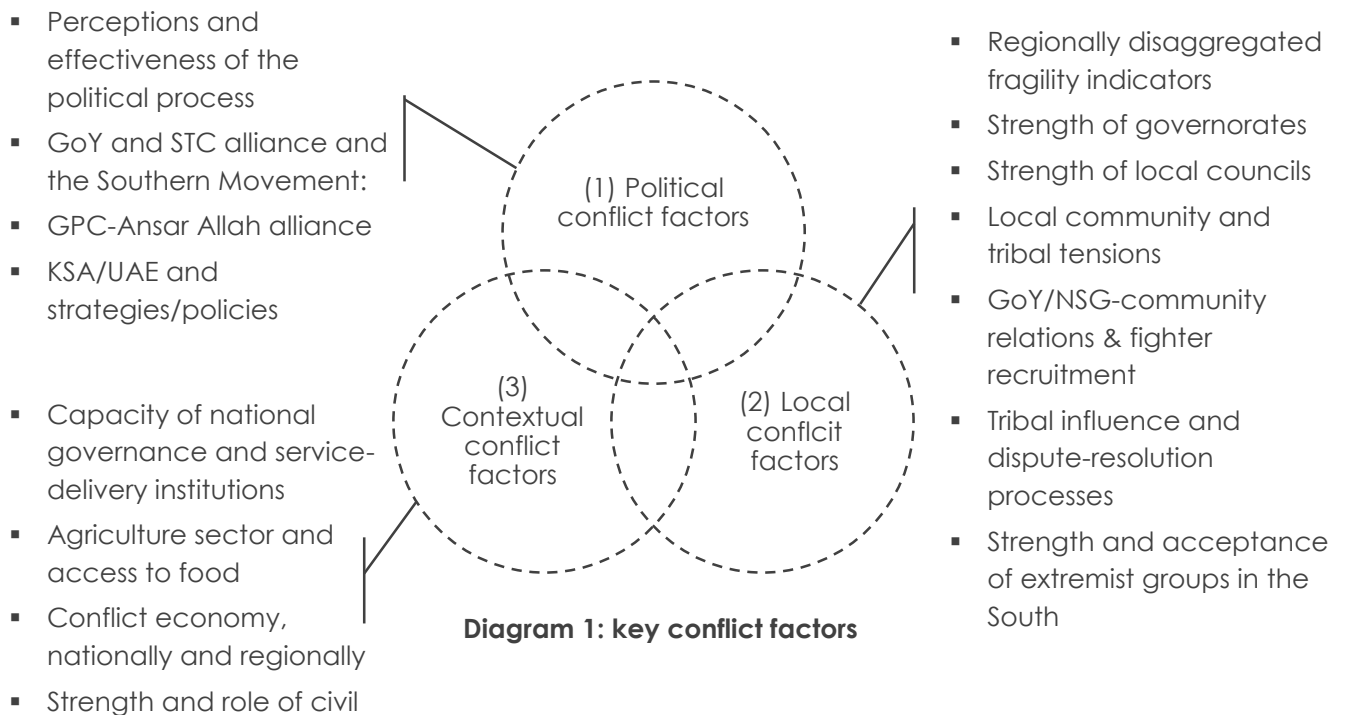 ▪ Perceptions and
effectiveness of the
political process
▪ GoY and STC alliance and
the Southern Movement:
▪ GPC-Ansar Allah alliance
▪ KSA/UAE and
strategies/policies
▪ Capacity of national
governance and service-
delivery institutions
▪ Agriculture sector and
access to food
▪ Conflict economy,
nationally and regionally
▪ Strength and role of civil
(1) Political
conflict factors
(3)
Contextual
conflict
factors
(2) Local
conflcit
factors
Diagram 1: key conflict factors
▪ Regionally disaggregated
fragility indicators
▪ Strength of governorates
▪ Strength of local councils
▪ Local community and
tribal tensions
▪ GoY/NSG-community
relations & fighter
recruitment
▪ Tribal influence and
dispute-resolution
processes
▪ Strength and acceptance
of extremist groups in the
South